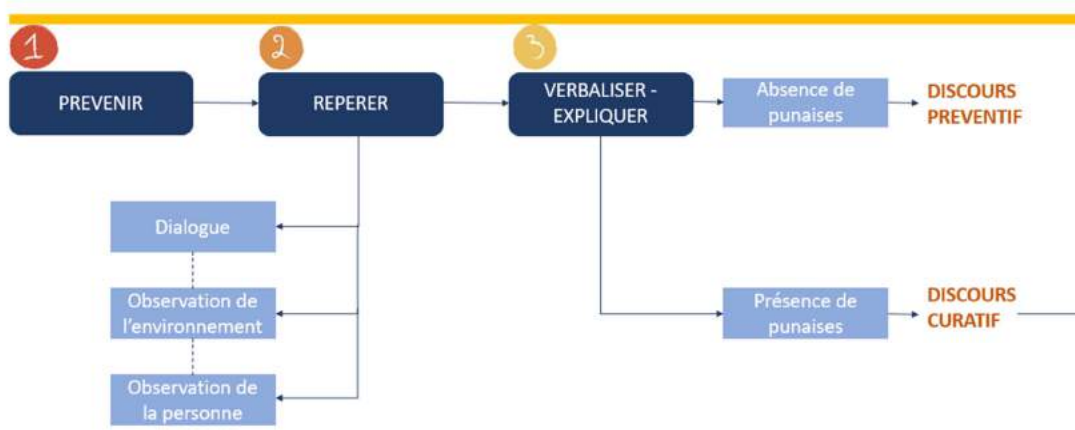 1
2
3
PREVENIR
REPERER
VERBALISER -
EXPLIQUER
Absence de
punaises
DISCOURS
PREVENTIF
Dialogue
Observation de
l'environnement
Observation de
la personne
Présence de
punaises
DISCOURS
CURATIF